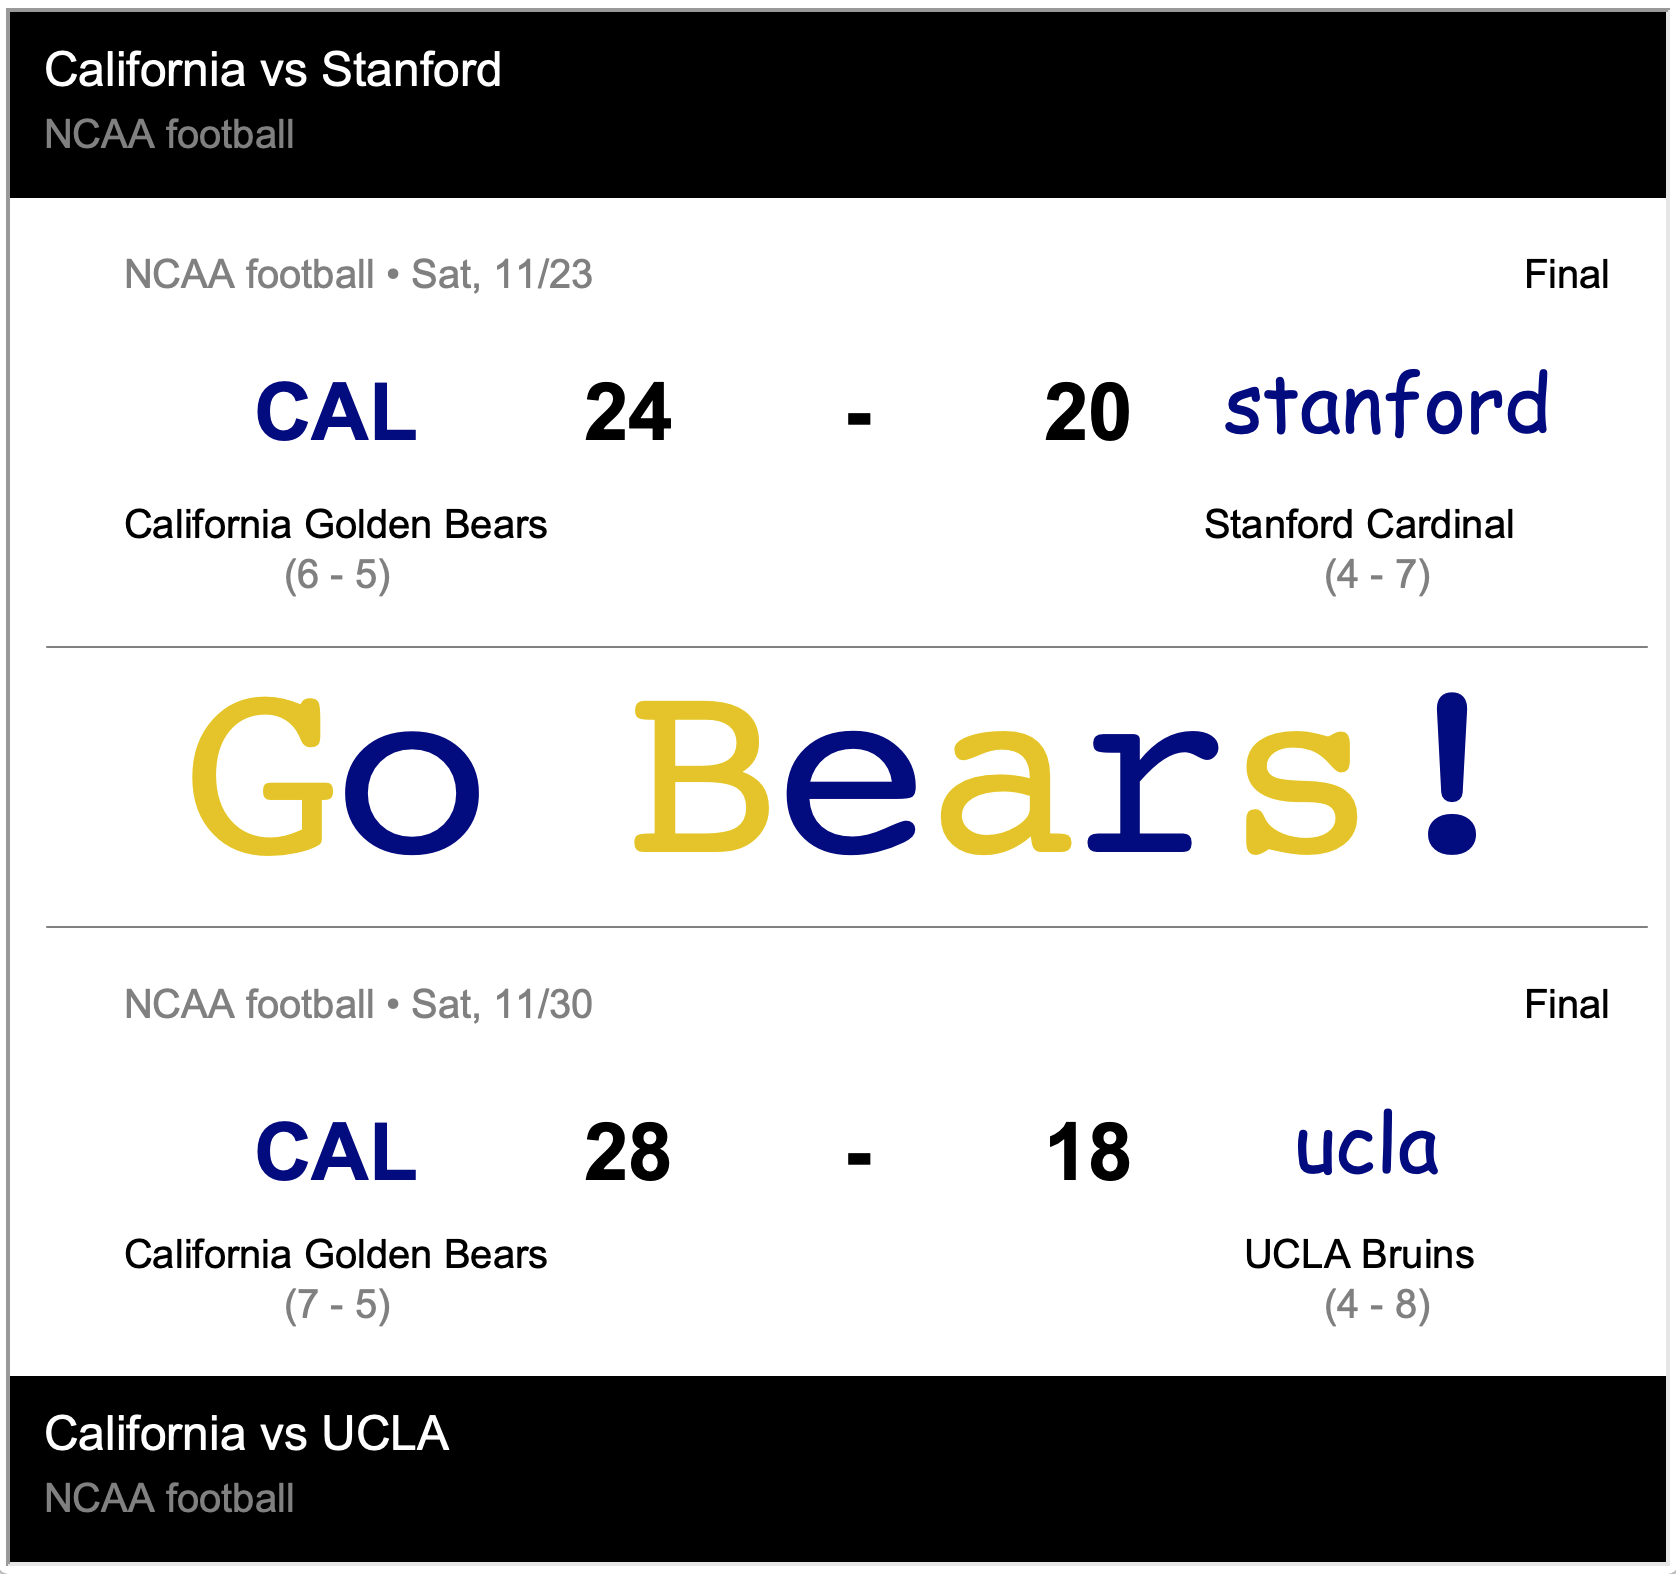 California vs Stanford
NCAA football
NCAA football • Sat, 11/23 Final
CAL 24 - 20 stanford
California Golden Bears Stanford Cardinal
(6 - 5) (4 - 7)
Go Bears!
NCAA football • Sat, 11/30 Final
CAL 28 - 18 ucla
California Golden Bears UCLA Bruins
(7 - 5) (4 - 8)
California vs UCLA
NCAA football